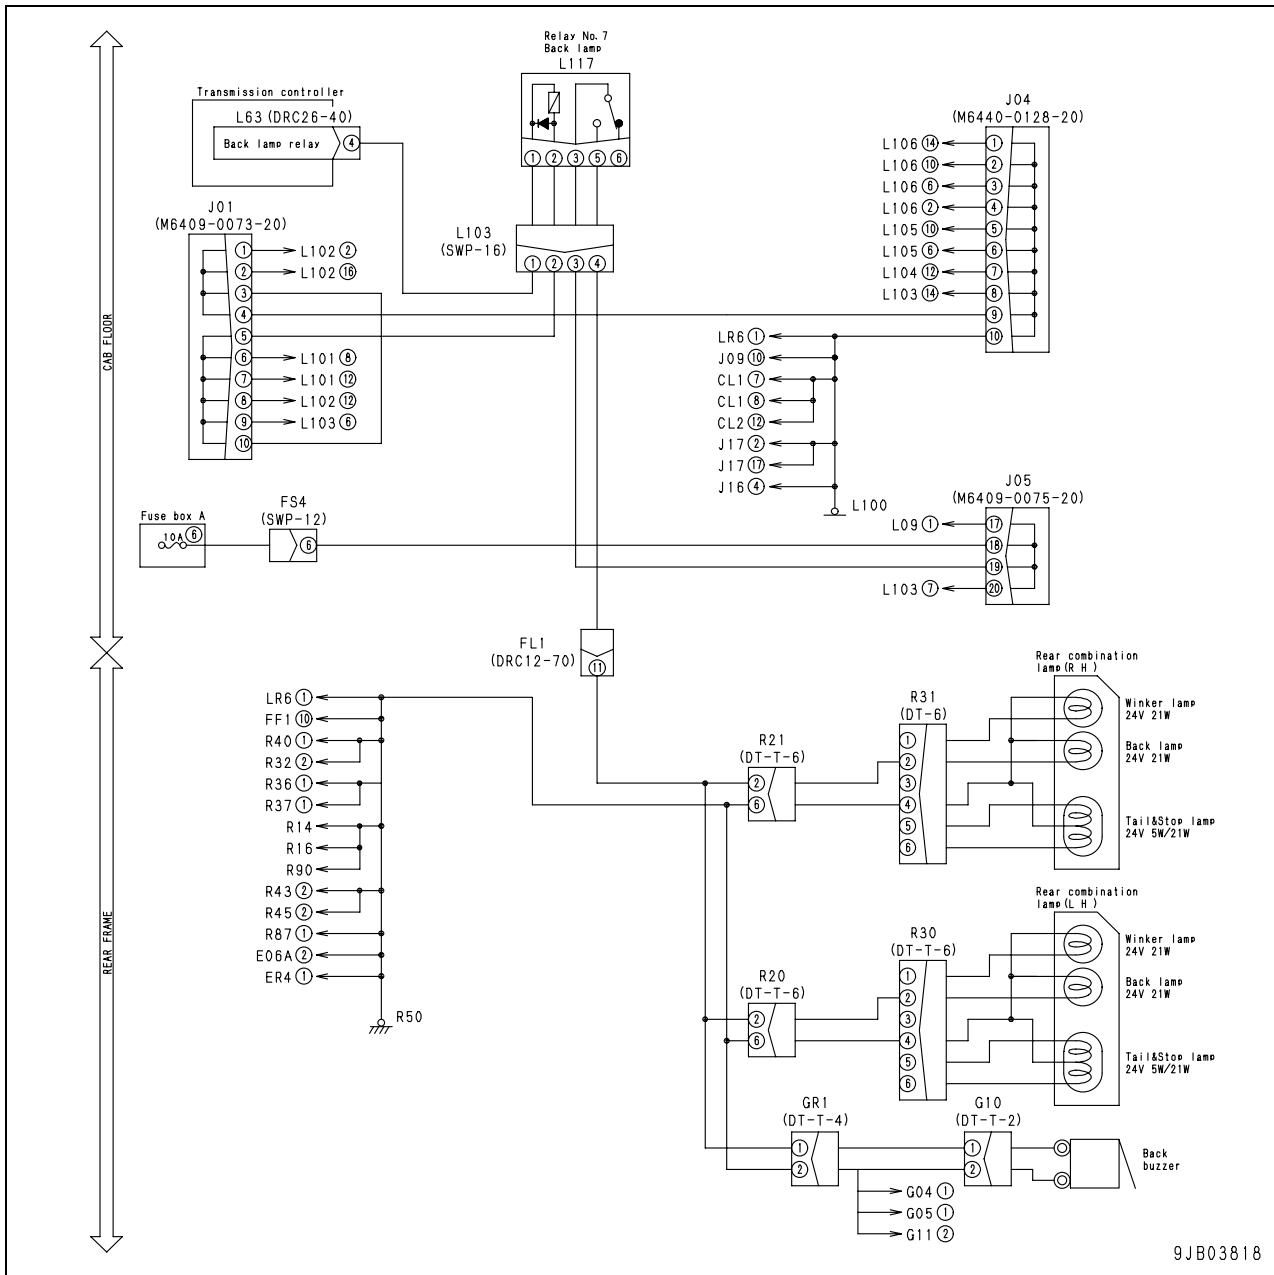 Relay No. 7
Back lamp
L117
1 2 3 5 6
Transmission controller
L63 (DRC26-40)
Back lamp relay 4
J04
(M6440-0128-20)
L106 14 1
L106 10 2
L106 6 3
L106 2 4
L105 10 5
L105 6 6
L104 12 7
L103 14 8
9
10
J01
(M6409-0073-20)
1 L102 2
2 L102 16
3
4
5
6 L101 8
7 L101 12
8 L102 12
9 L103 6
10
L103
(SWP-16)
1 2 3 4
CAB FLOOR
LR6 1
J09 10
CL1 7
CL1 8
CL2 12
J17 2
J17 17
J16 4
L100
J05
(M6409-0075-20)
L09 1 17
18
19
L103 7 20
Fuse box A
10A 6
FS4
(SWP-12)
6
FL1
(DRC12-70)
11
REAR FRAME
LR6 1
FF1 10
R40 1
R32 2
R36 1
R37 1
R14
R16
R90
R43 2
R45 2
R87 1
E06A 2
ER4 1
R50
R21
(DT-T-6)
2
6
R31
(DT-6)
1
2
3
4
5
6
Rear combination
lamp(R H)
Winker lamp
24V 21W
Back lamp
24V 21W
Tail&Stop lamp
24V 5W/21W
R20
(DT-T-6)
2
6
R30
(DT-T-6)
1
2
3
4
5
6
Rear combination
lamp(L H)
Winker lamp
24V 21W
Back lamp
24V 21W
Tail&Stop lamp
24V 5W/21W
GR1
(DT-T-4)
1
2
G10
(DT-T-2)
1
2
Back
buzzer
G04 1
G05 1
G11 2
9JB03818